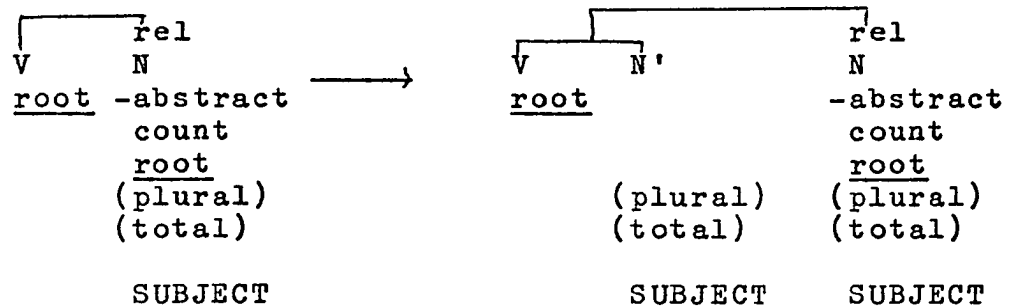 rel rel
V N V N' N
root -abstract root -abstract
count count
root root
(plural) (plural) (plural)
(total) (total) (total)
SUBJECT SUBJECT SUBJECT